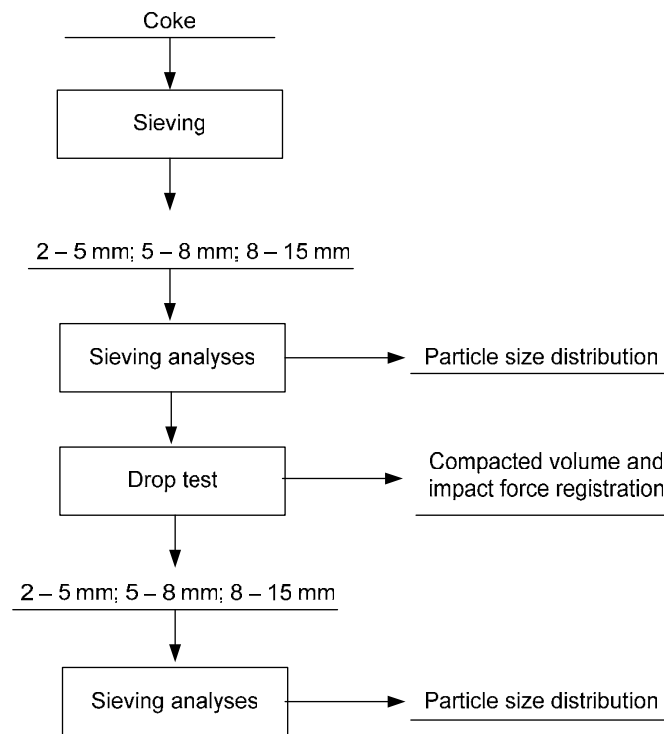 Coke
Sieving
2 – 5 mm; 5 – 8 mm; 8 – 15 mm
Sieving analyses
Particle size distribution
Drop test
Compacted volume and
impact force registration
2 – 5 mm; 5 – 8 mm; 8 – 15 mm
Sieving analyses
Particle size distribution